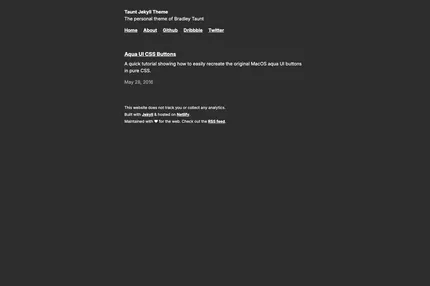 Taunt Jekyll Theme
The personal theme of Bradley Taunt
Home About Github Dribbble Twitter
Aqua UI CSS Buttons
A quick tutorial showing how to easily recreate the original MacOS aqua UI buttons
in pure CSS.
May 28, 2018
This website does not track you or collect any analytics.
Built with Jekyll & hosted on Netlify.
Maintained with ♥ for the web. Check out the RSS feed.